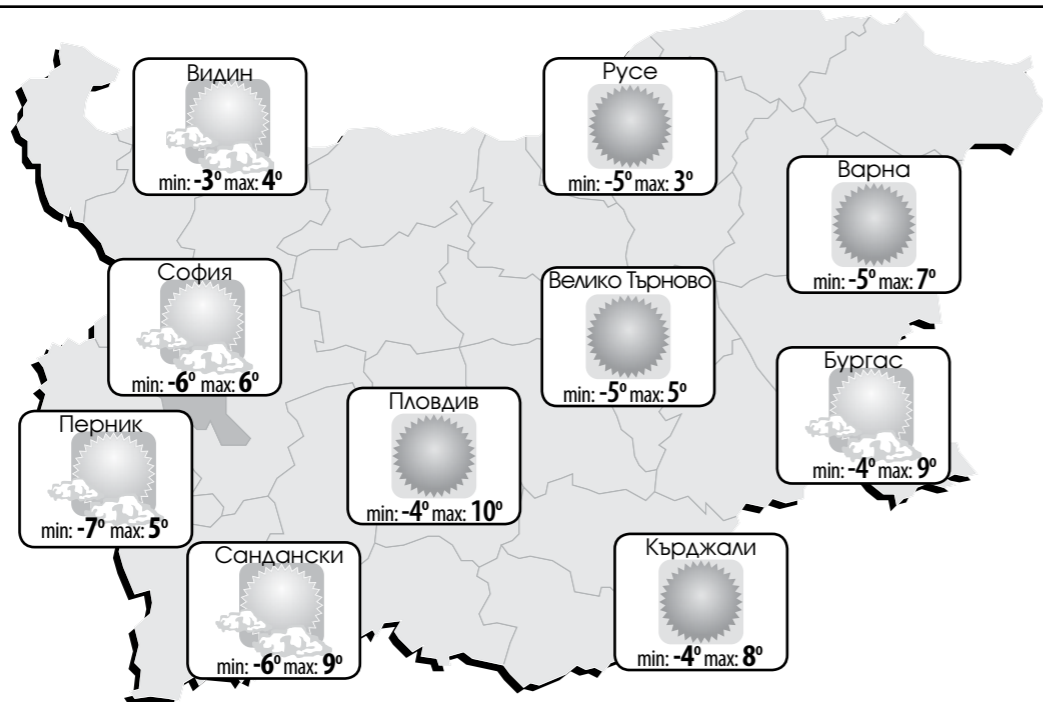 Видин
min: -3° max: 4°
Русе
min: -5° max: 3°
Варна
min: -5° max: 7°
София
min: -6° max: 6°
Велико Търново
min: -5° max: 5°
Бургас
min: -4° max: 9°
Пловдив
min: -4° max: 10°
Перник
min: -7° max: 5°
Сандански
min: -6° max: 9°
Кърджали
min: -4° max: 8°